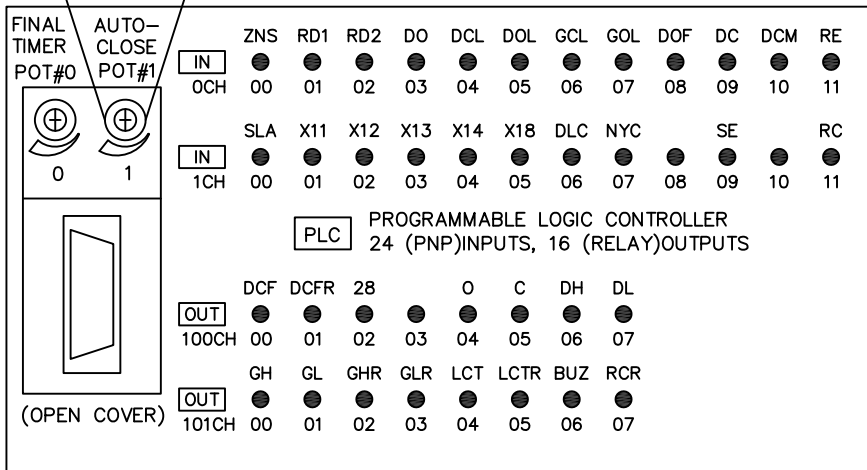 FINAL TIMER POT#0
AUTO-CLOSE POT#1
0 1
(OPEN COVER)
ZNS RD1 RD2 DO DCL DOL GCL GOL DOF DC DCM RE
IN
0CH 00 01 02 03 04 05 06 07 08 09 10 11
SLA X11 X12 X13 X14 X18 DLC NYC SE RC
IN
1CH 00 01 02 03 04 05 06 07 08 09 10 11
PLC
PROGRAMMABLE LOGIC CONTROLLER
24 (PNP)INPUTS, 16 (RELAY)OUTPUTS
DCF DCFR 28 O C DH DL
OUT
100CH 00 01 02 03 04 05 06 07
GH GL GHR GLR LCT LCTR BUZ RCR
OUT
101CH 00 01 02 03 04 05 06 07